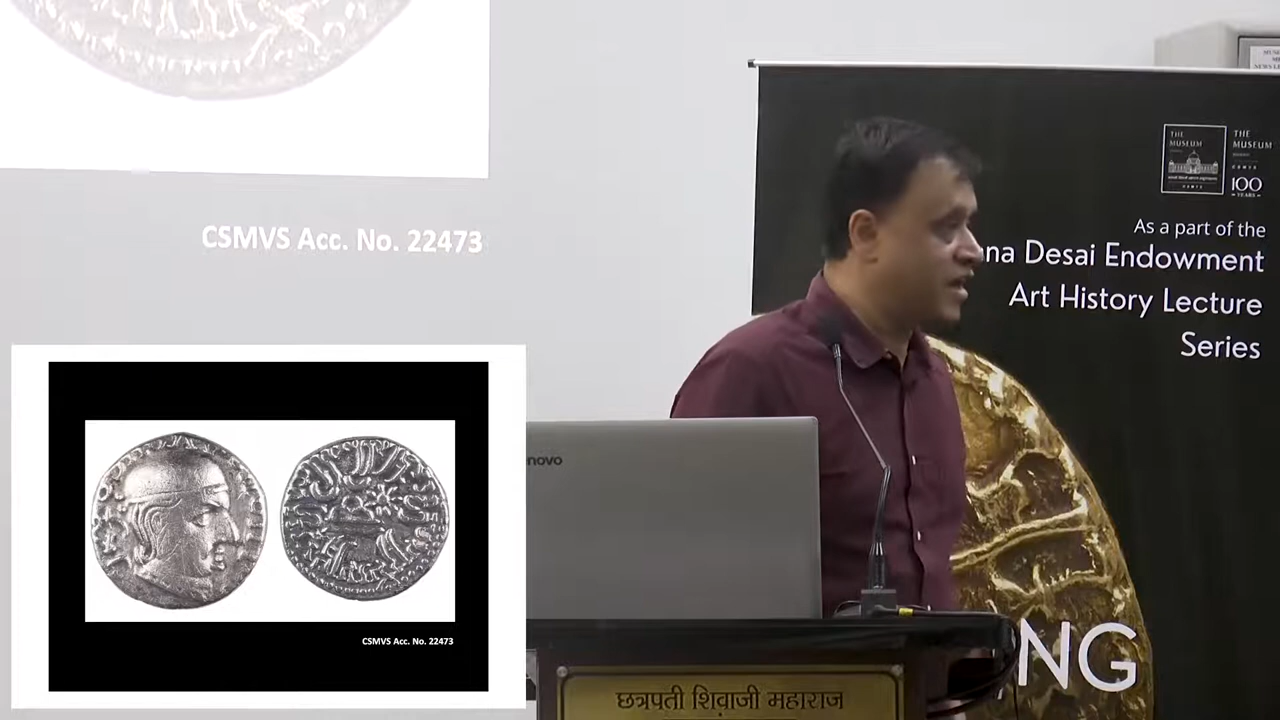 CSMVS Acc. No. 22473
CSMVS Acc. No. 22473
THE
MUSEUM
THE
MUSEUM
100
YEARS
As a part of the
na Desai Endowment
Art History Lecture
Series
novo
NG
छत्रपती शिवाजी महाराज